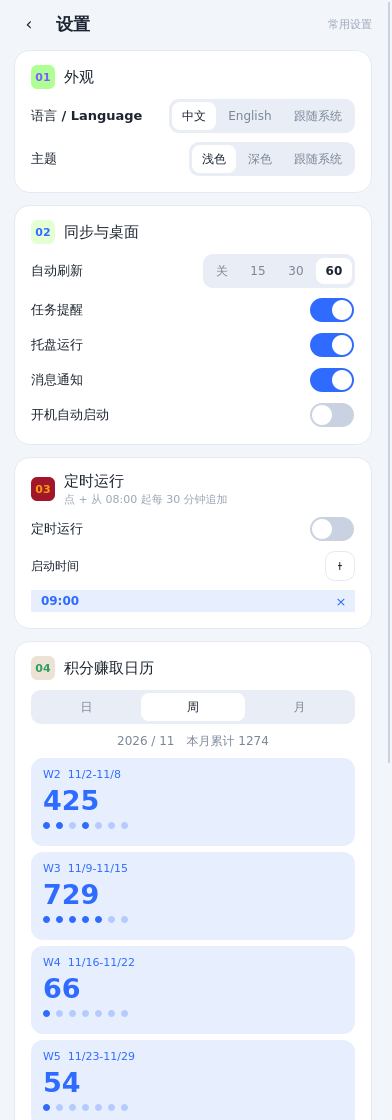 ‹ 设置 常用设置
01 外观
语言 / Language 中文 English 跟随系统
主题 浅色 深色 跟随系统
02 同步与桌面
自动刷新 关 15 30 60
任务提醒
托盘运行
消息通知
开机自动启动
03 定时运行
点 + 从 08:00 起每 30 分钟追加
定时运行
启动时间 +
09:00 ×
04 积分赚取日历
日 周 月
2026 / 11 本月累计 1274
W2 11/2-11/8
425
W3 11/9-11/15
729
W4 11/16-11/22
66
W5 11/23-11/29
54